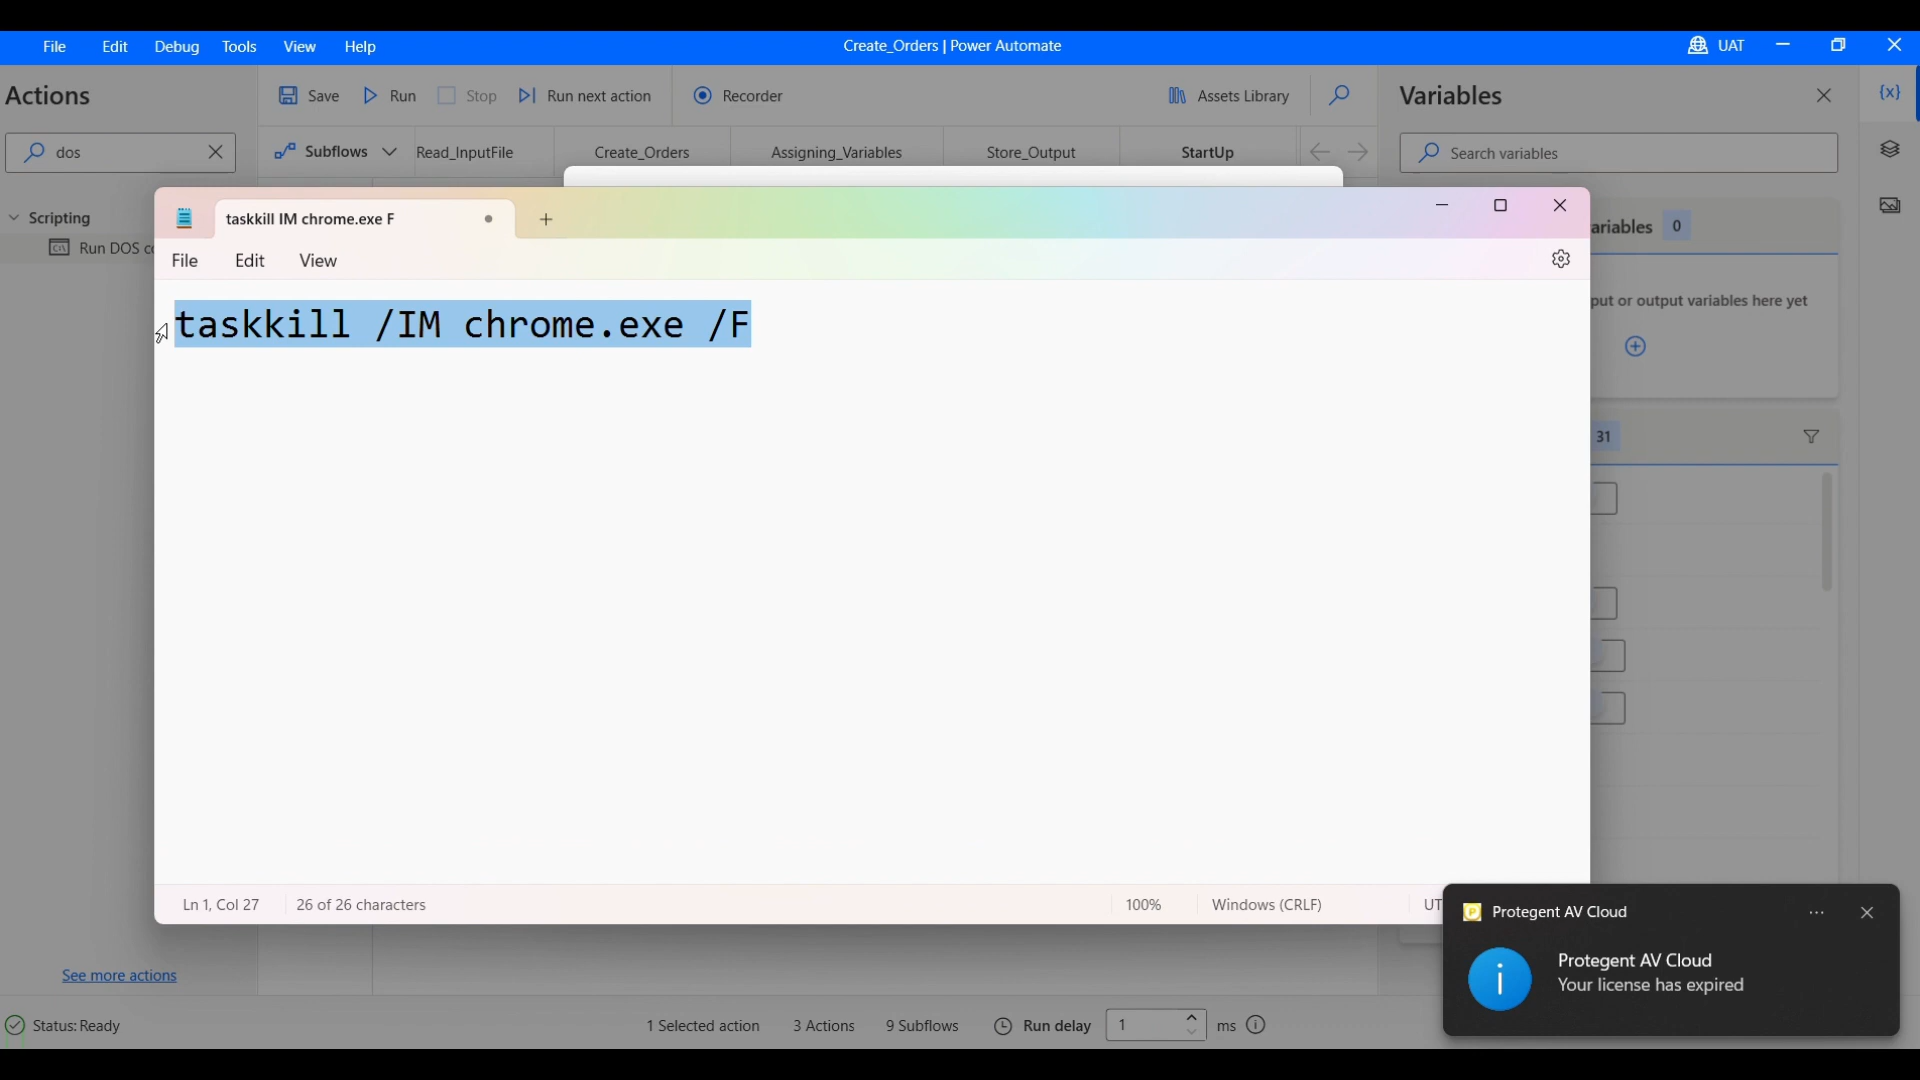 File Edit Debug Tools View Help
Create_Orders | Power Automate
UAT
Actions
Save Run Stop Run next action Recorder
Assets Library
Variables
dos
Subflows Read_InputFile Create_Orders Assigning_Variables Store_Output StartUp
Search variables
Scripting
Run DOS co
taskkill IM chrome.exe F
ariables 0
File Edit View
put or output variables here yet
taskkill /IM chrome.exe /F
31
Ln 1, Col 27 26 of 26 characters
100% Windows (CRLF) UT
Protegent AV Cloud
Protegent AV Cloud
Your license has expired
See more actions
Status: Ready
1 Selected action 3 Actions 9 Subflows Run delay 1 ms